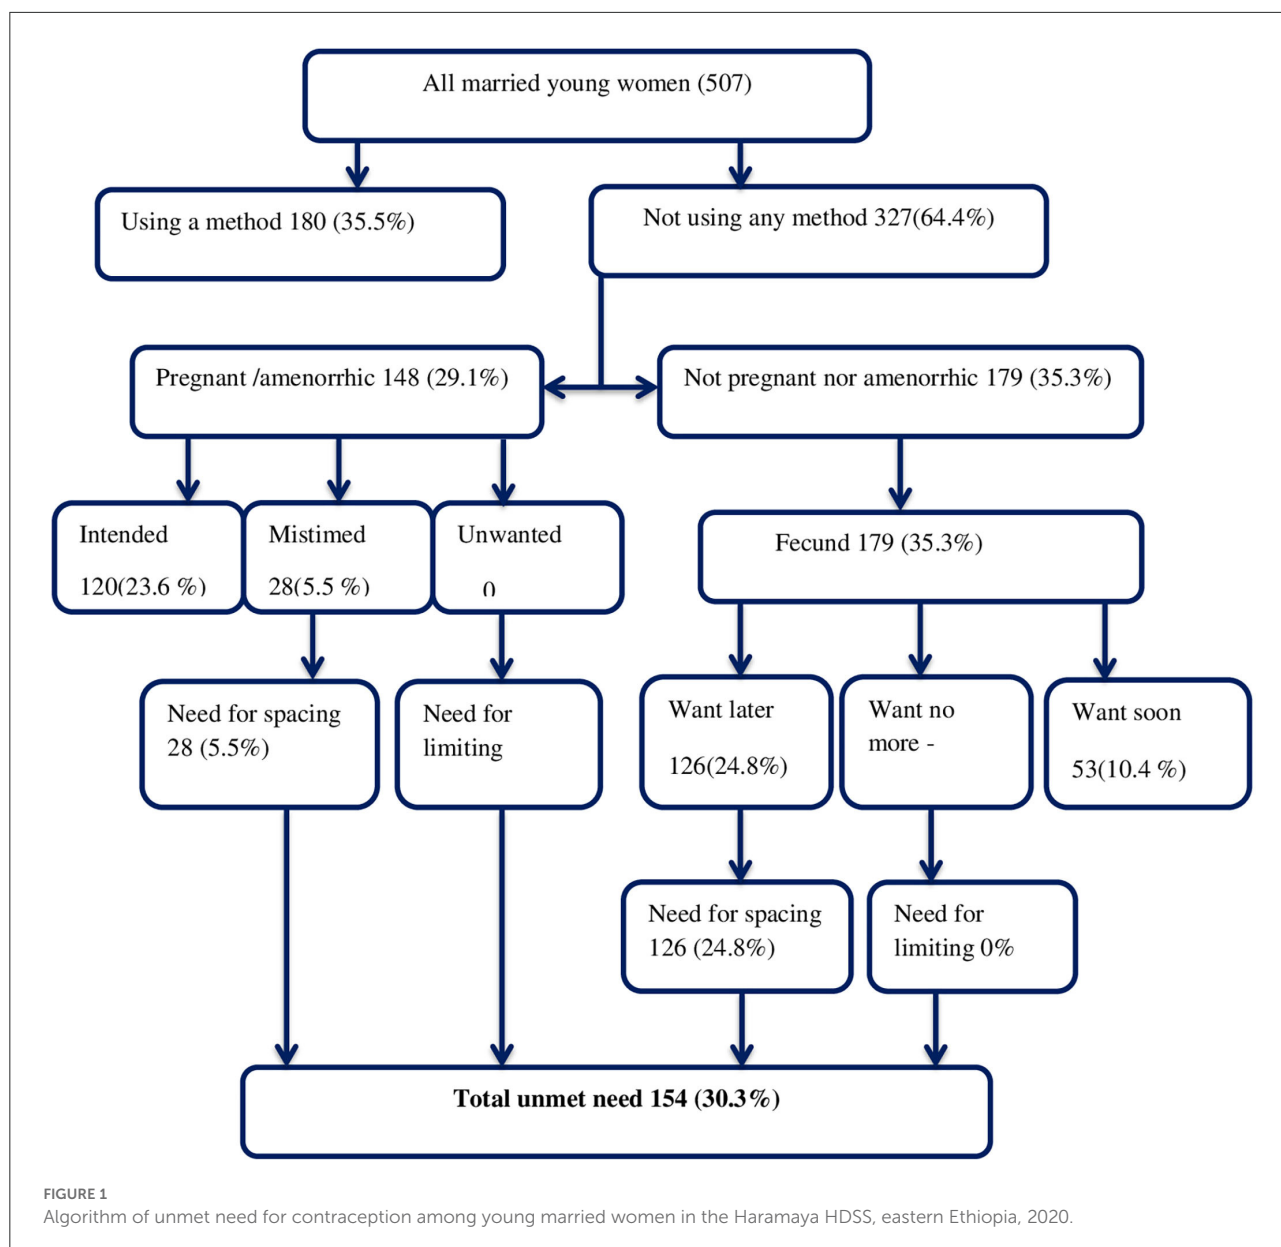 All married young women (507)
Using a method 180 (35.5%)
Not using any method 327(64.4%)
Pregnant /amenorrhic 148 (29.1%)
Not pregnant nor amenorrhic 179 (35.3%)
Intended
120(23.6 %)
Mistimed
28(5.5 %)
Unwanted
0
Fecund 179 (35.3%)
Need for spacing
28 (5.5%)
Need for
limiting
Want later
126(24.8%)
Want no
more -
Want soon
53(10.4 %)
Need for spacing
126 (24.8%)
Need for
limiting 0%
Total unmet need 154 (30.3%)
FIGURE 1
Algorithm of unmet need for contraception among young married women in the Haramaya HDSS, eastern Ethiopia, 2020.